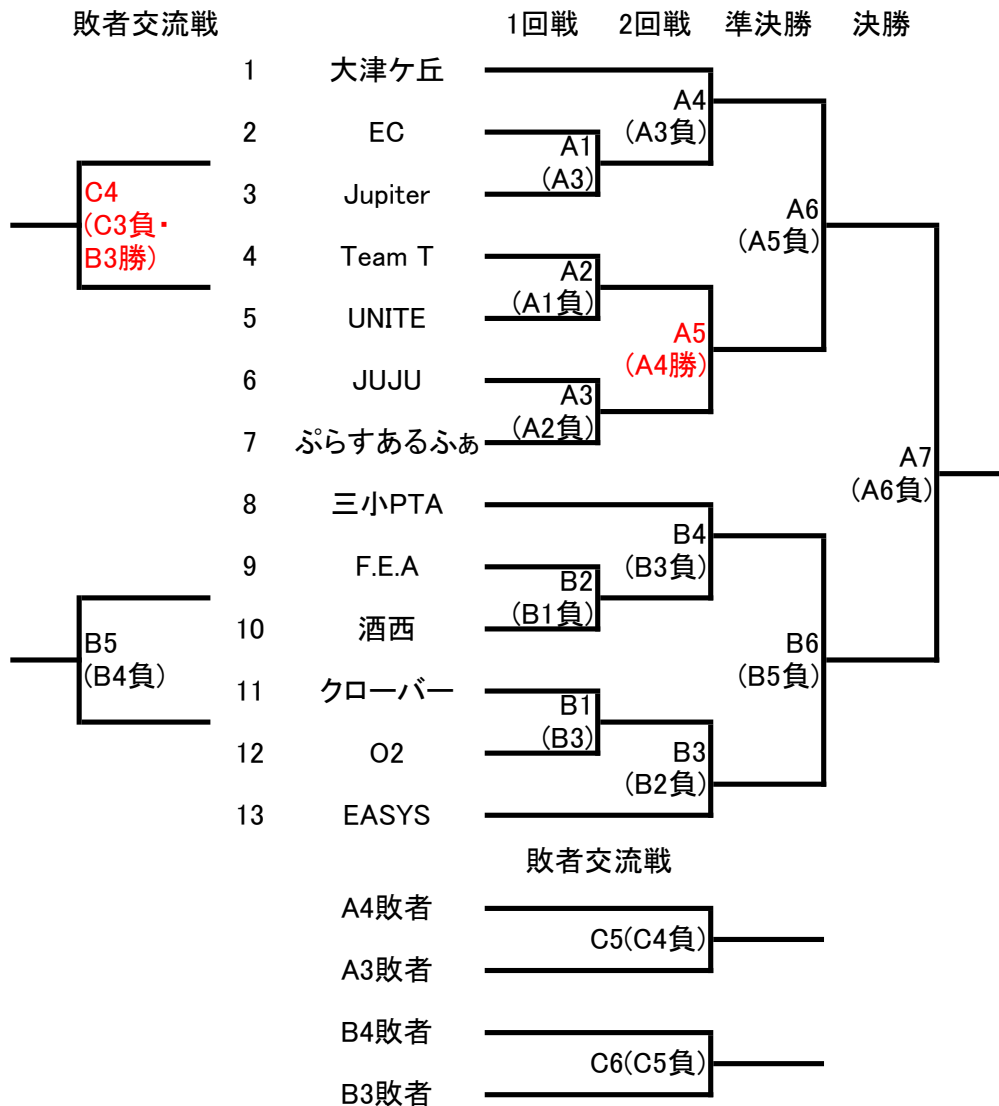 敗者交流戦 1回戦 2回戦 準決勝 決勝
1 大津ケ丘
A4
(A3負)
2 EC
A1
(A3)
3 Jupiter
C4
(C3負・
B3勝)
A6
(A5負)
4 Team T
A2
(A1負)
5 UNITE
A5
(A4勝)
6 JUJU
A3
(A2負)
7 ぷらすあるふぁ
A7
(A6負)
8 三小PTA
B4
(B3負)
9 F.E.A
B2
(B1負)
10 酒西
B5
(B4負)
B6
(B5負)
11 クローバー
B1
(B3)
12 O2
B3
(B2負)
13 EASYS
敗者交流戦
A4敗者
C5(C4負)
A3敗者
B4敗者
C6(C5負)
B3敗者